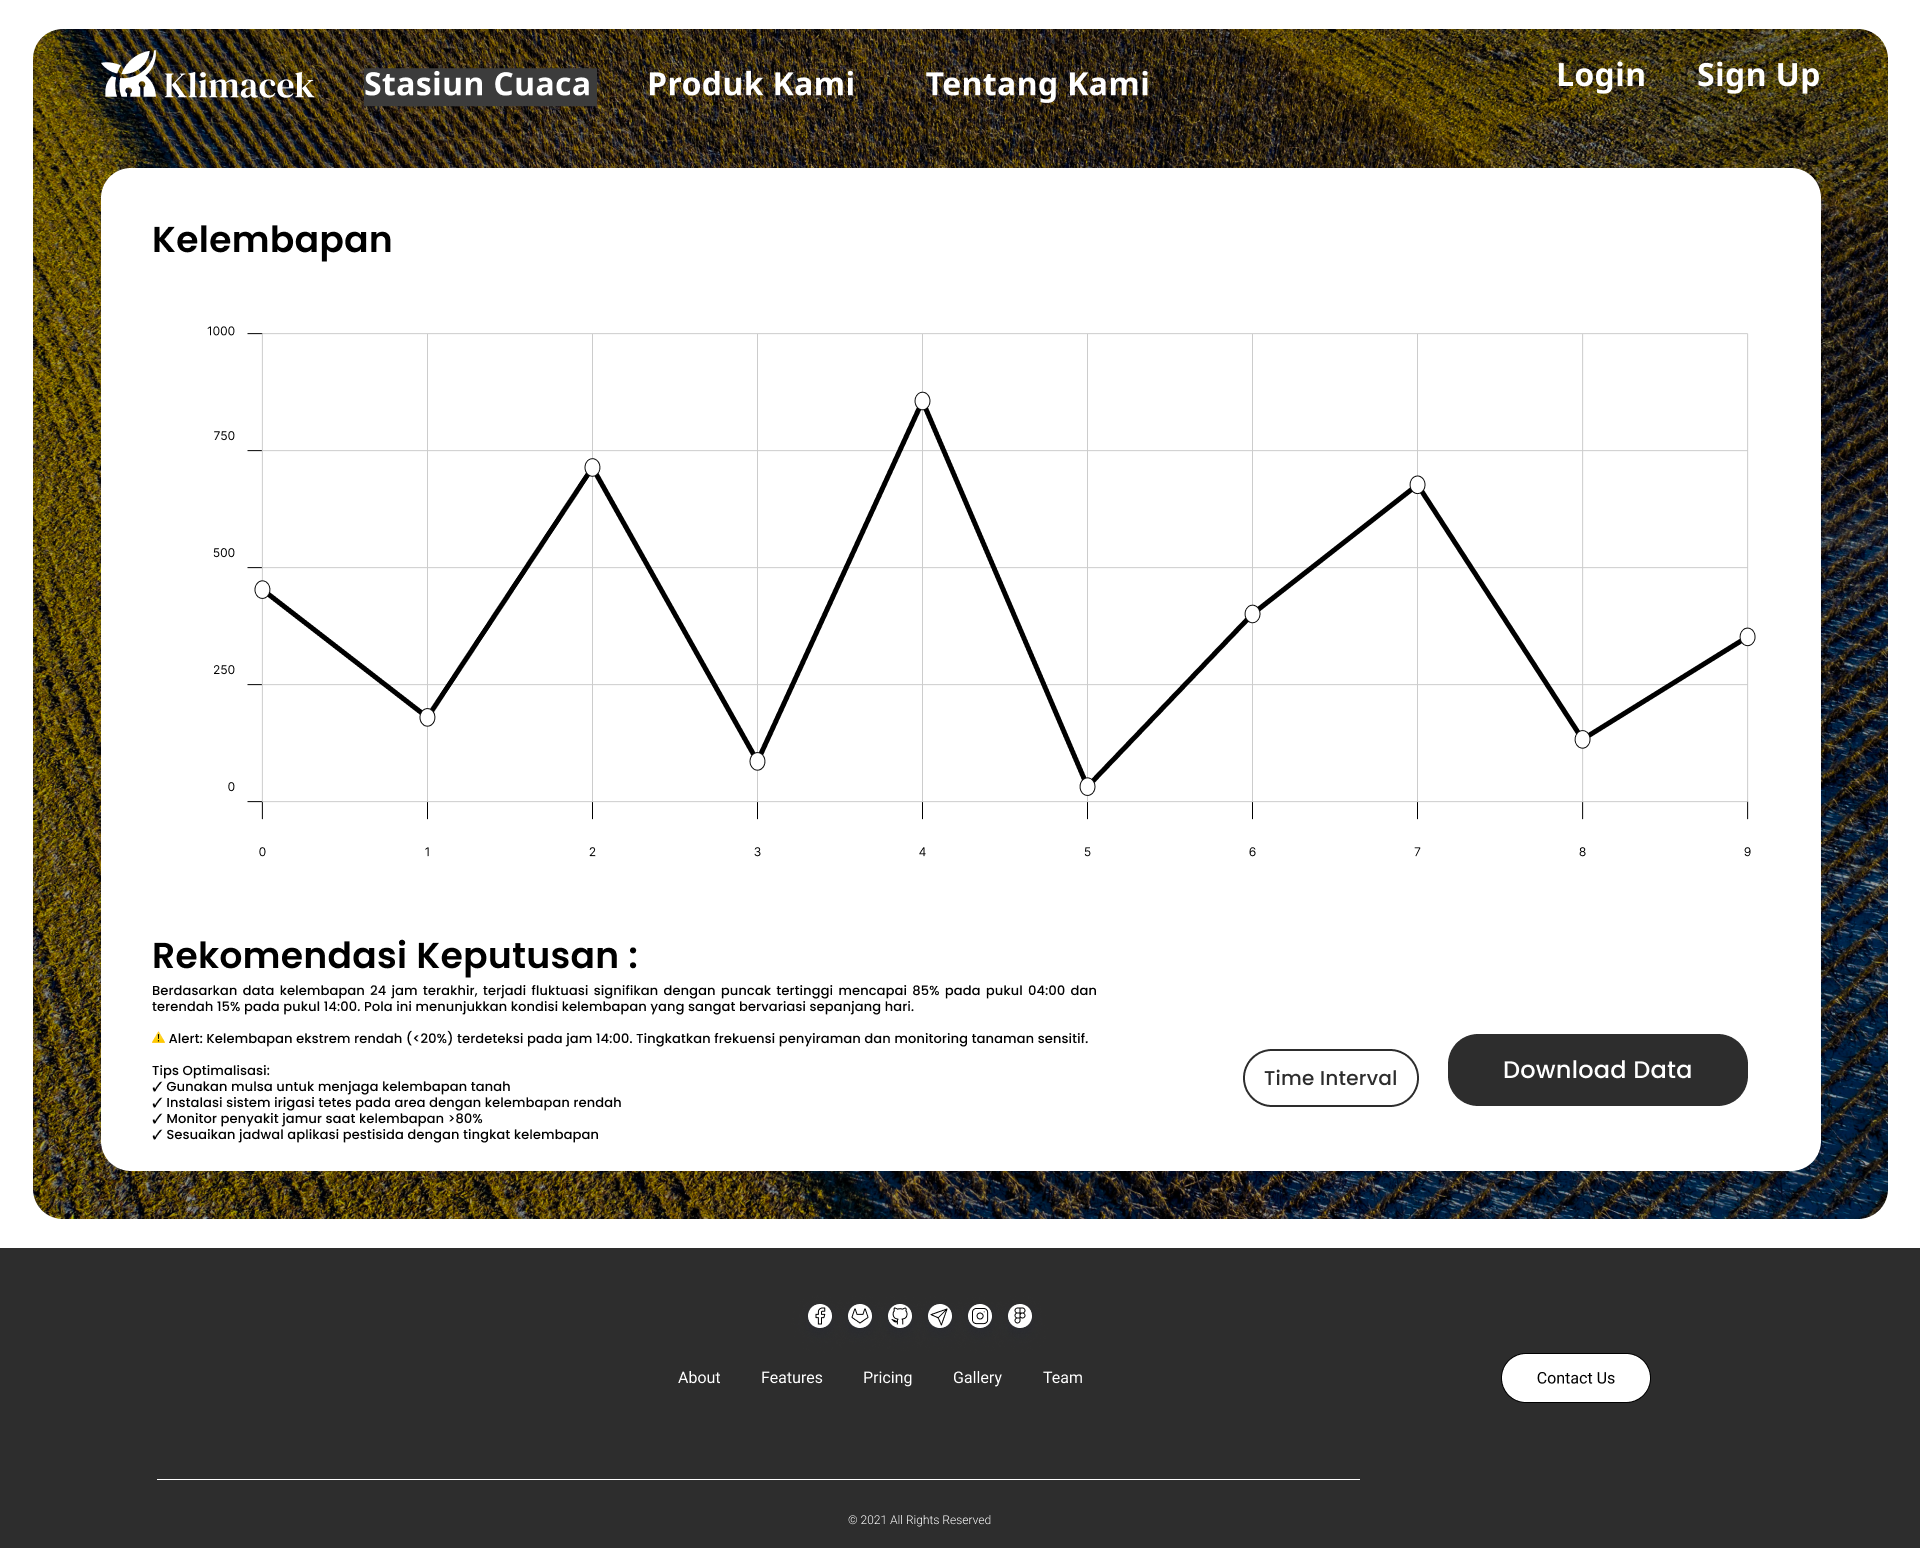 Klimacek
Stasiun Cuaca
Produk Kami
Tentang Kami
Login
Sign Up
Kelembapan
1000
750
500
250
0
0 1 2 3 4 5 6 7 8 9
Rekomendasi Keputusan :
Berdasarkan data kelembapan 24 jam terakhir, terjadi fluktuasi signifikan dengan puncak tertinggi mencapai 85% pada pukul 04:00 dan
terendah 15% pada pukul 14:00. Pola ini menunjukkan kondisi kelembapan yang sangat bervariasi sepanjang hari.
⚠ Alert: Kelembapan ekstrem rendah (<20%) terdeteksi pada jam 14:00. Tingkatkan frekuensi penyiraman dan monitoring tanaman sensitif.
Tips Optimalisasi:
✓ Gunakan mulsa untuk menjaga kelembapan tanah
✓ Instalasi sistem irigasi tetes pada area dengan kelembapan rendah
✓ Monitor penyakit jamur saat kelembapan >80%
✓ Sesuaikan jadwal aplikasi pestisida dengan tingkat kelembapan
Time Interval
Download Data
About
Features
Pricing
Gallery
Team
Contact Us
© 2021 All Rights Reserved